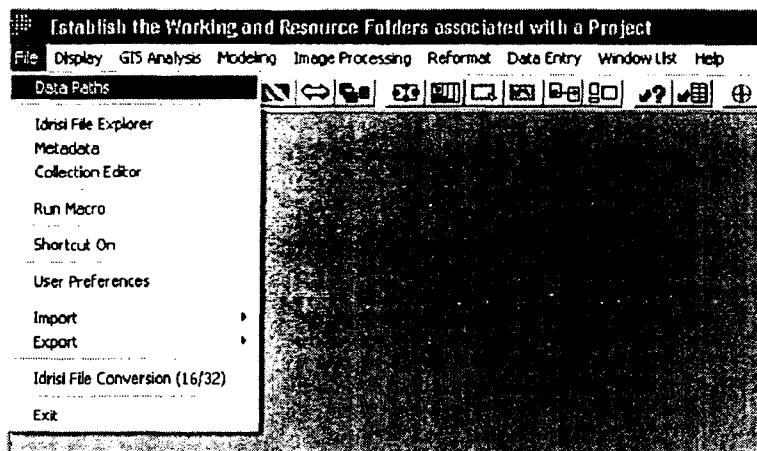 Establish the Working and Resource Folders associated with a Project
File Display GIS Analysis Modeling Image Processing Reformat Data Entry Window List Help
Data Paths
Idrisi File Explorer
Metadata
Collection Editor
Run Macro
Shortcut On
User Preferences
Import
Export
Idrisi File Conversion (16/32)
Exit